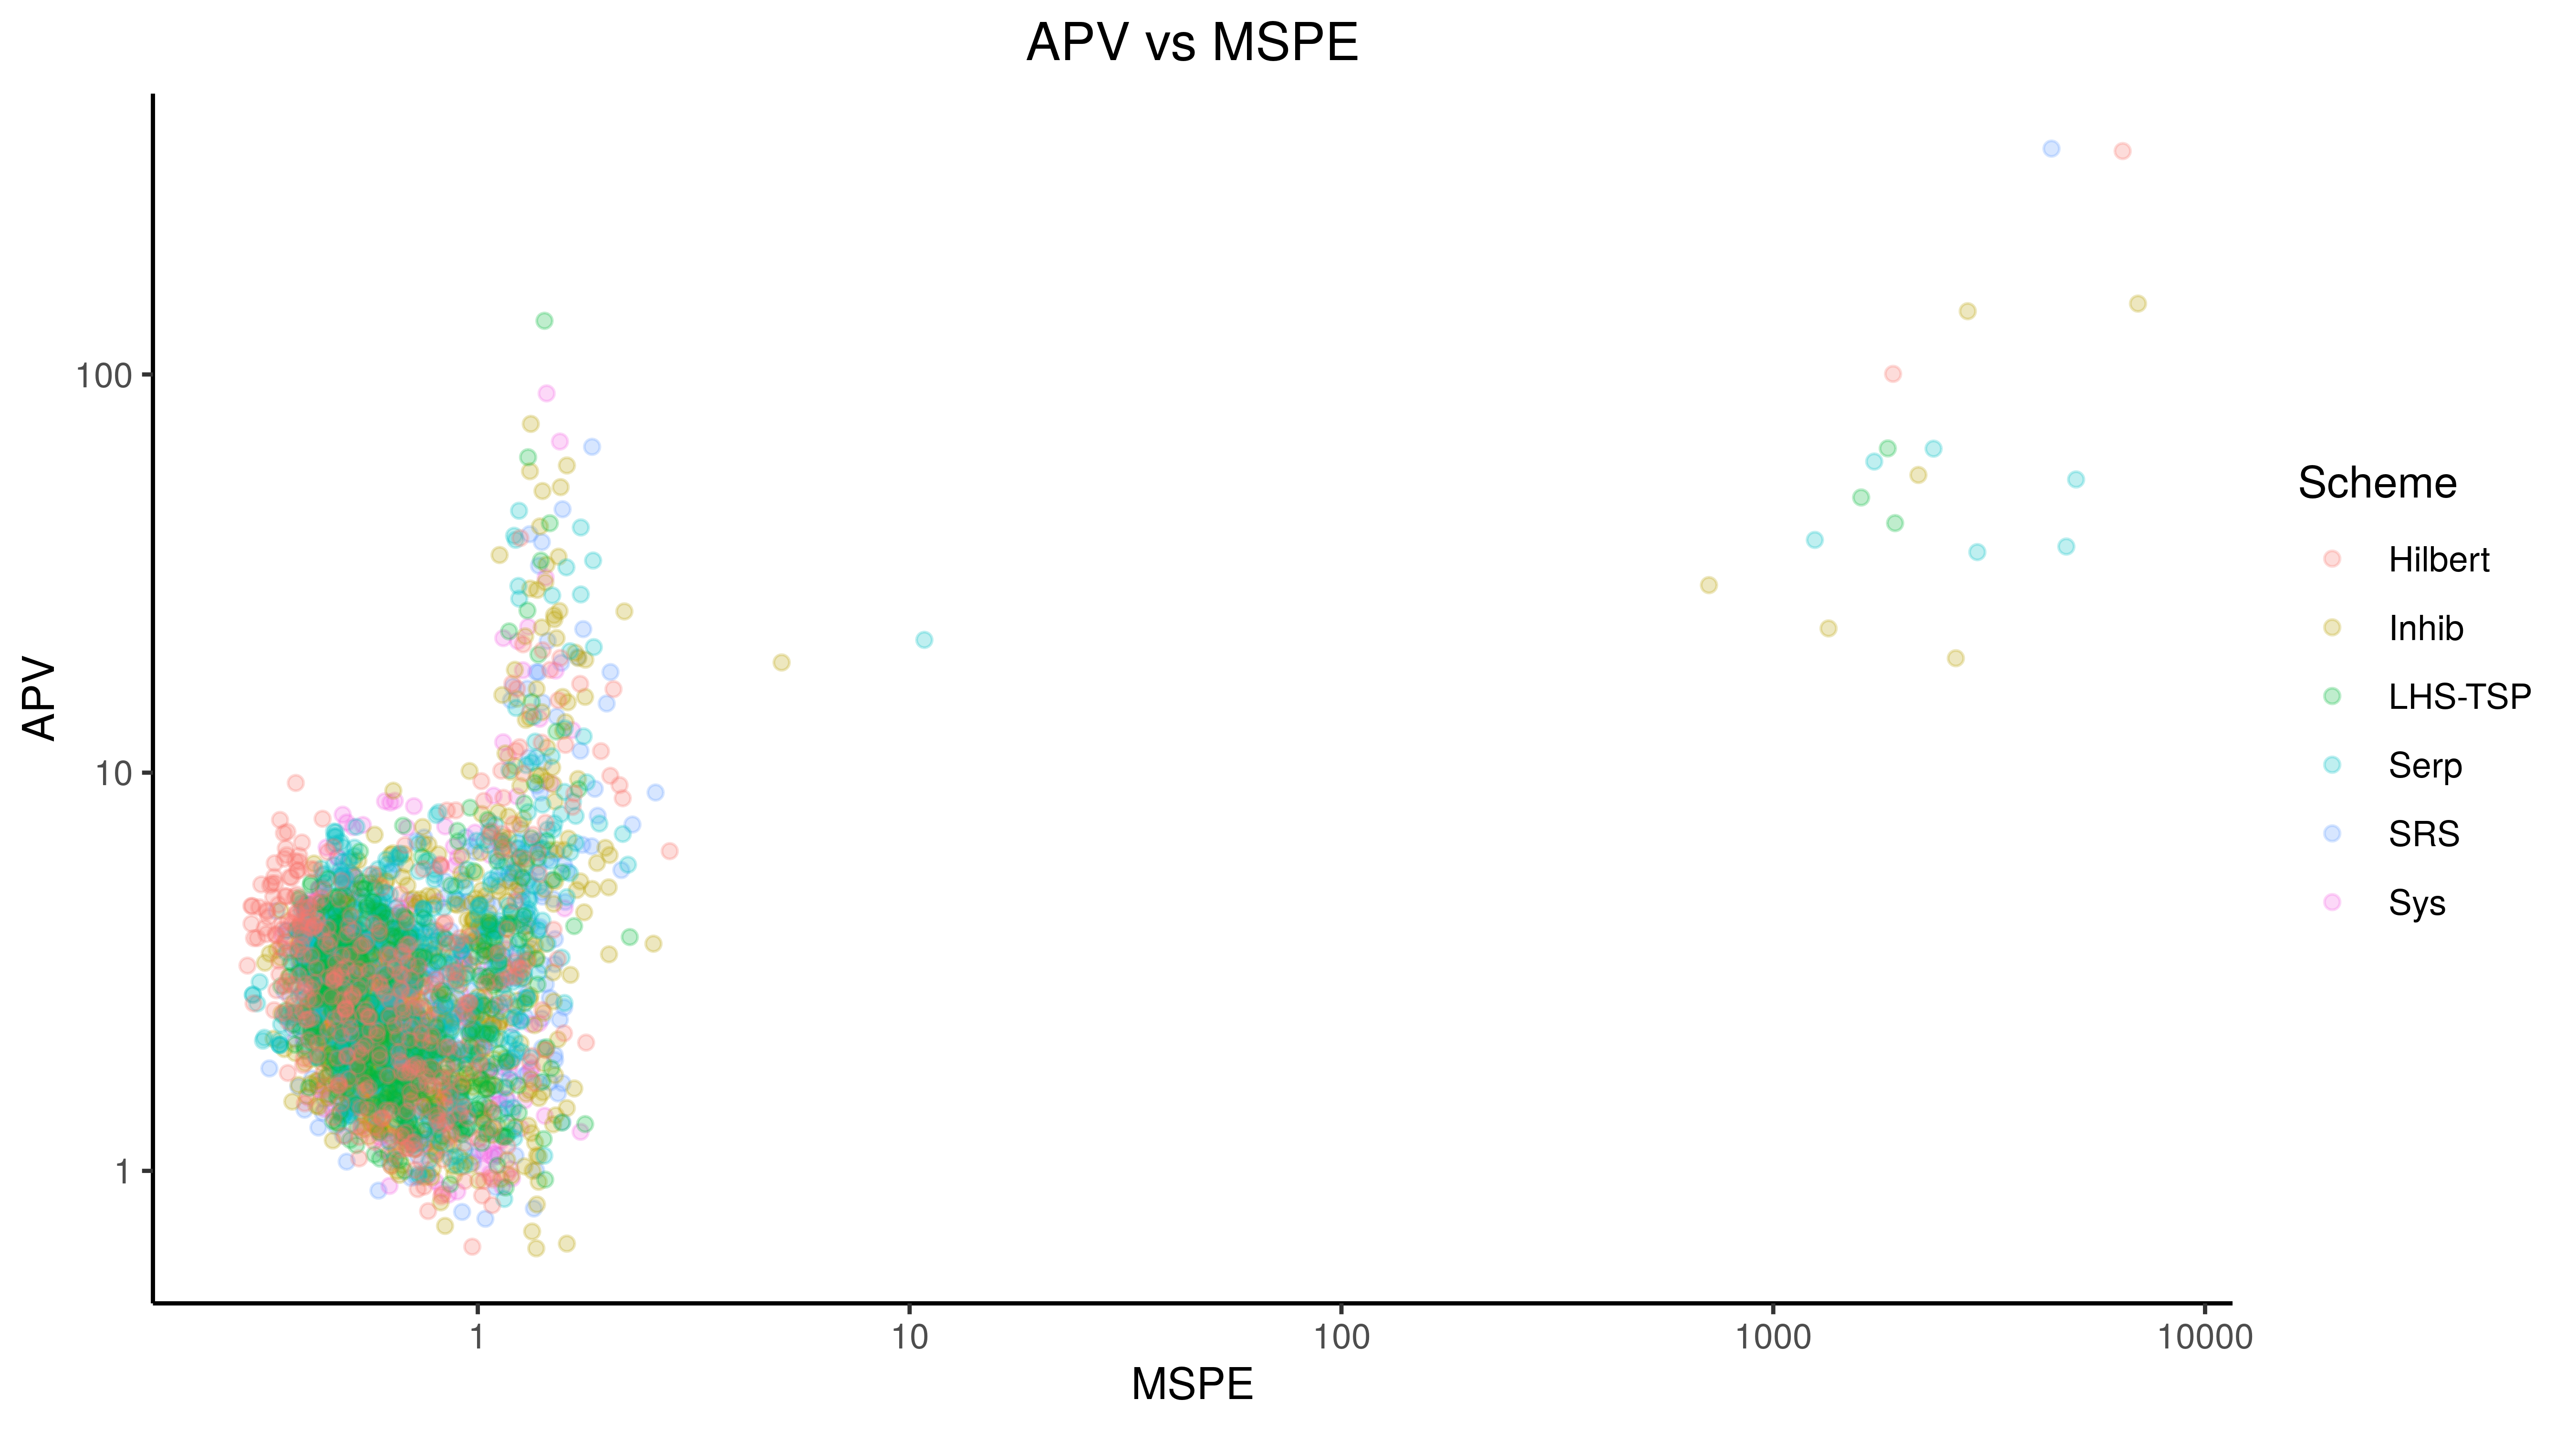 APV vs MSPE
APV
100
10
1
1
10
100
1000
10000
MSPE
Scheme
Hilbert
Inhib
LHS-TSP
Serp
SRS
Sys